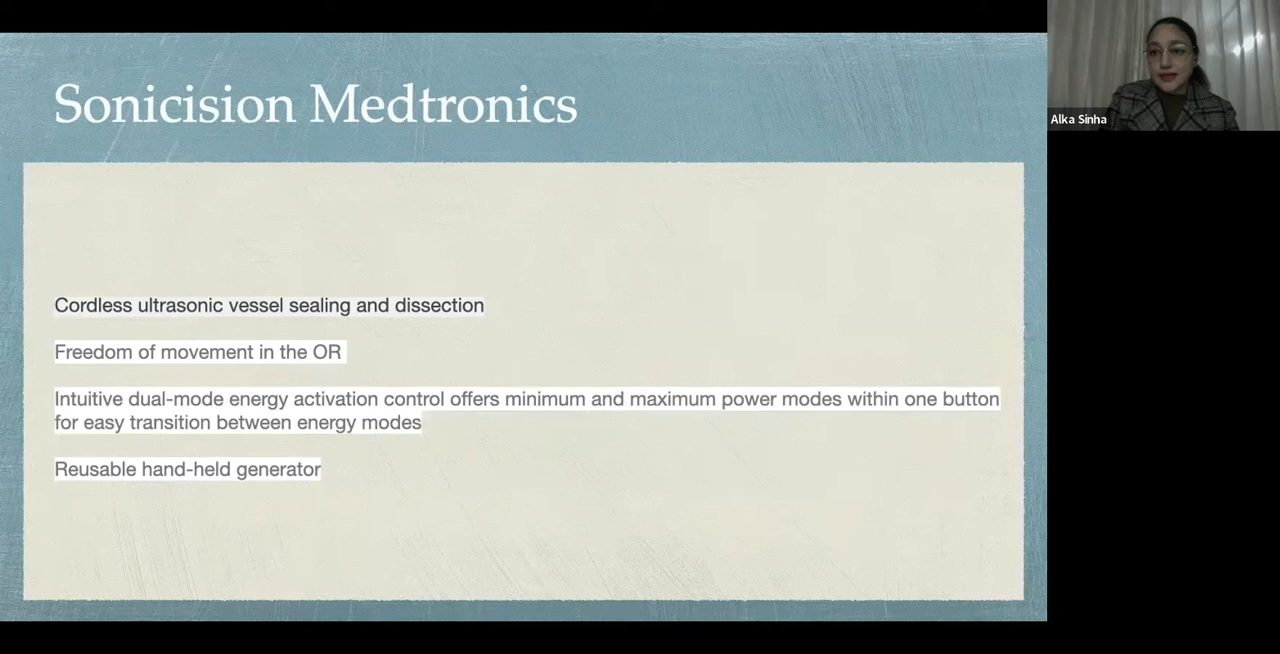 Sonicision Medtronics
Cordless ultrasonic vessel sealing and dissection
Freedom of movement in the OR
Intuitive dual-mode energy activation control offers minimum and maximum power modes within one button
for easy transition between energy modes
Reusable hand-held generator
Alka Sinha